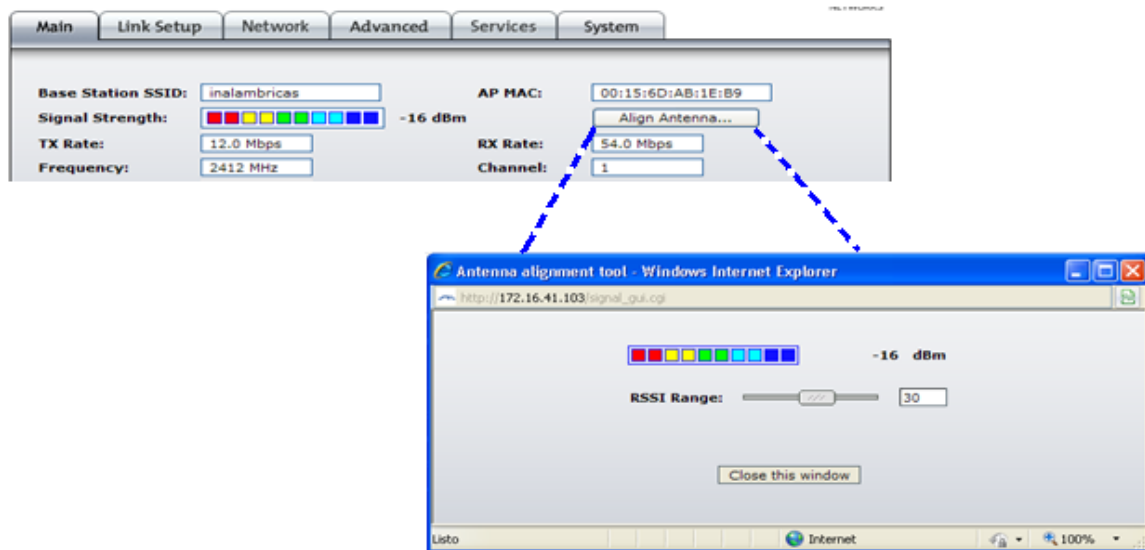 NETWORKS
Main Link Setup Network Advanced Services System
Base Station SSID: inalambricas AP MAC: 00:15:6D:AB:1E:B9
Signal Strength: -16 dBm Align Antenna...
TX Rate: 12.0 Mbps RX Rate: 54.0 Mbps
Frequency: 2412 MHz Channel: 1
Antenna alignment tool - Windows Internet Explorer
http://172.16.41.103/signal_gui.cgi
-16 dBm
RSSI Range: 30
Close this window
Listo Internet 100%